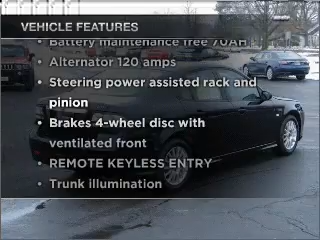 VEHICLE FEATURES
• Battery maintenance free 70AH
• Alternator 120 amps
• Steering power assisted rack and
pinion
• Brakes 4-wheel disc with
ventilated front
• REMOTE KEYLESS ENTRY
• Trunk illumination